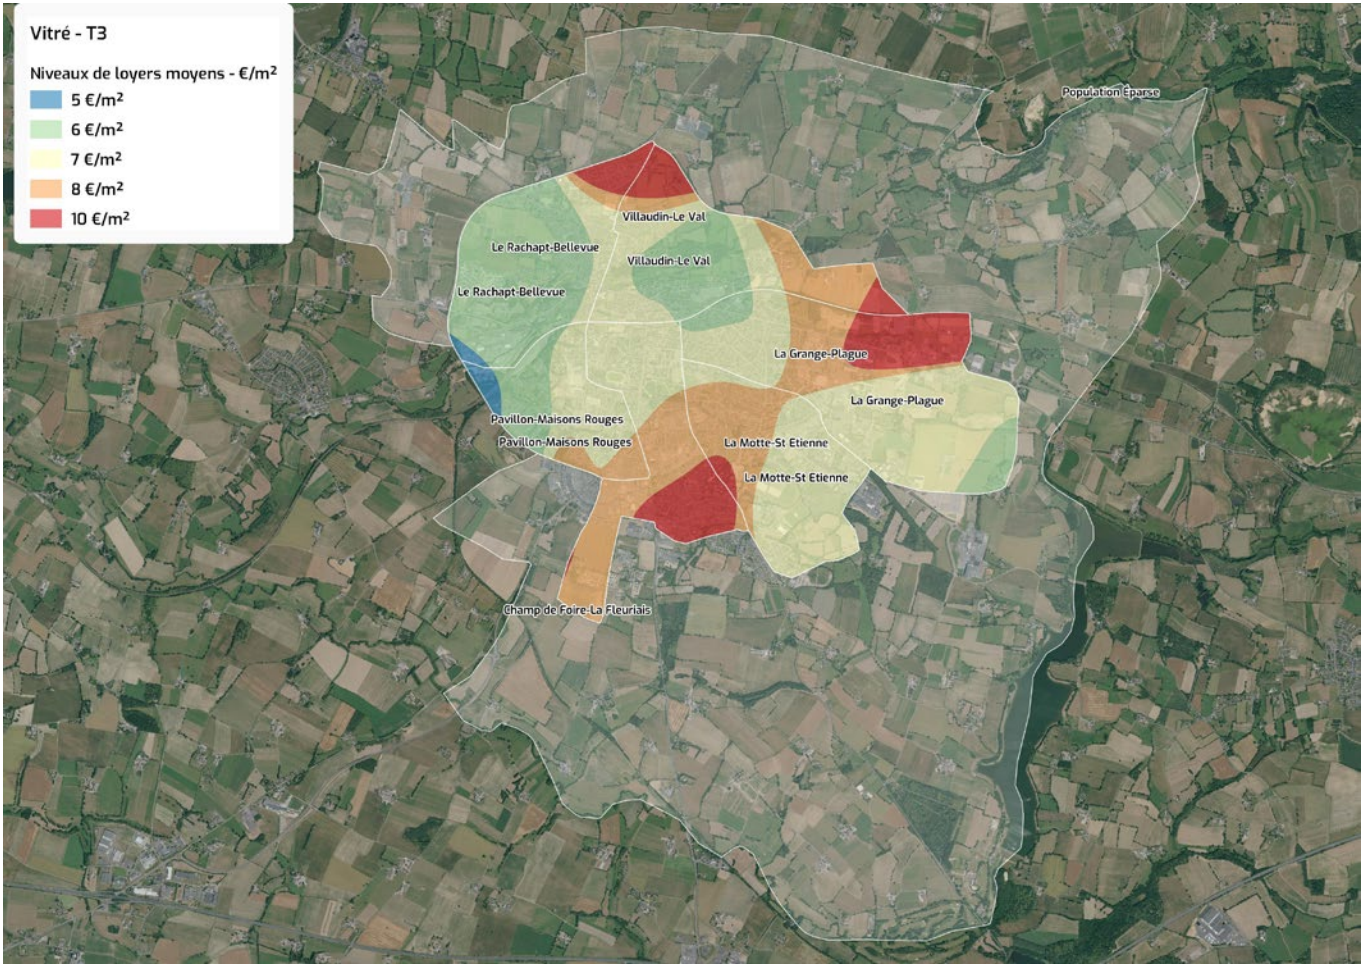 Vitré - T3
Niveaux de loyers moyens - €/m²
5 €/m²
6 €/m²
7 €/m²
8 €/m²
10 €/m²
Population Éparse
Villaudin-Le Val
Le Rachapt-Bellevue
Villaudin-Le Val
Le Rachapt-Bellevue
La Grange-Plague
La Grange-Plague
Pavillon-Maisons Rouges
Pavillon-Maisons Rouges
La Motte-St Etienne
La Motte-St Etienne
Champ de Foire-La Fleuriais